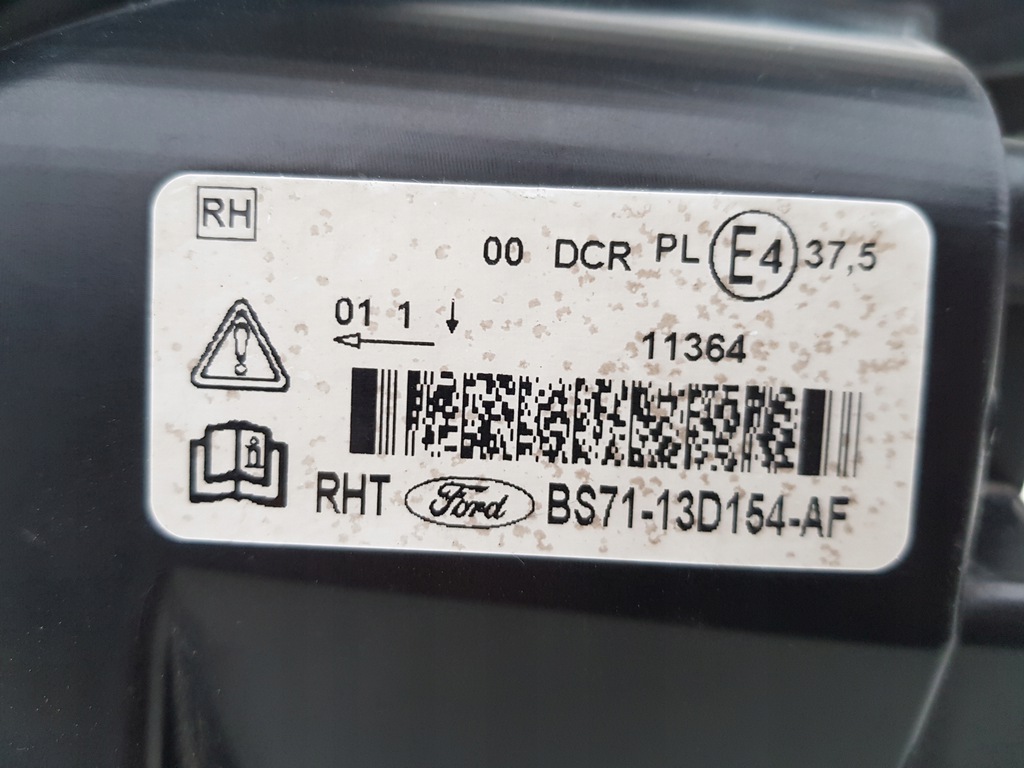 RH
00 DCR PL E4 37,5
01 1
11364
RHT Ford BS71-13D154-AF